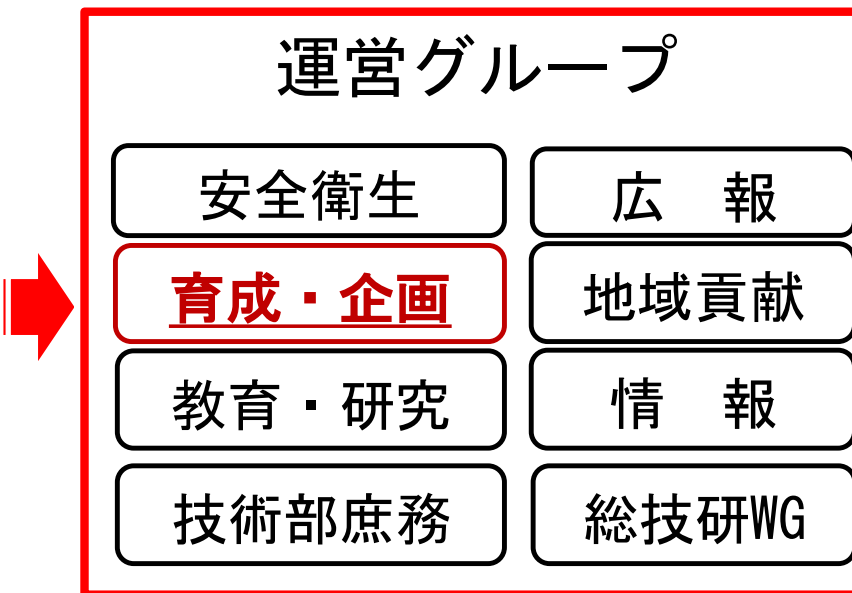 運営グループ
安全衛生
広　報
育成・企画
地域貢献
教育・研究
情　報
技術部庶務
総技研WG